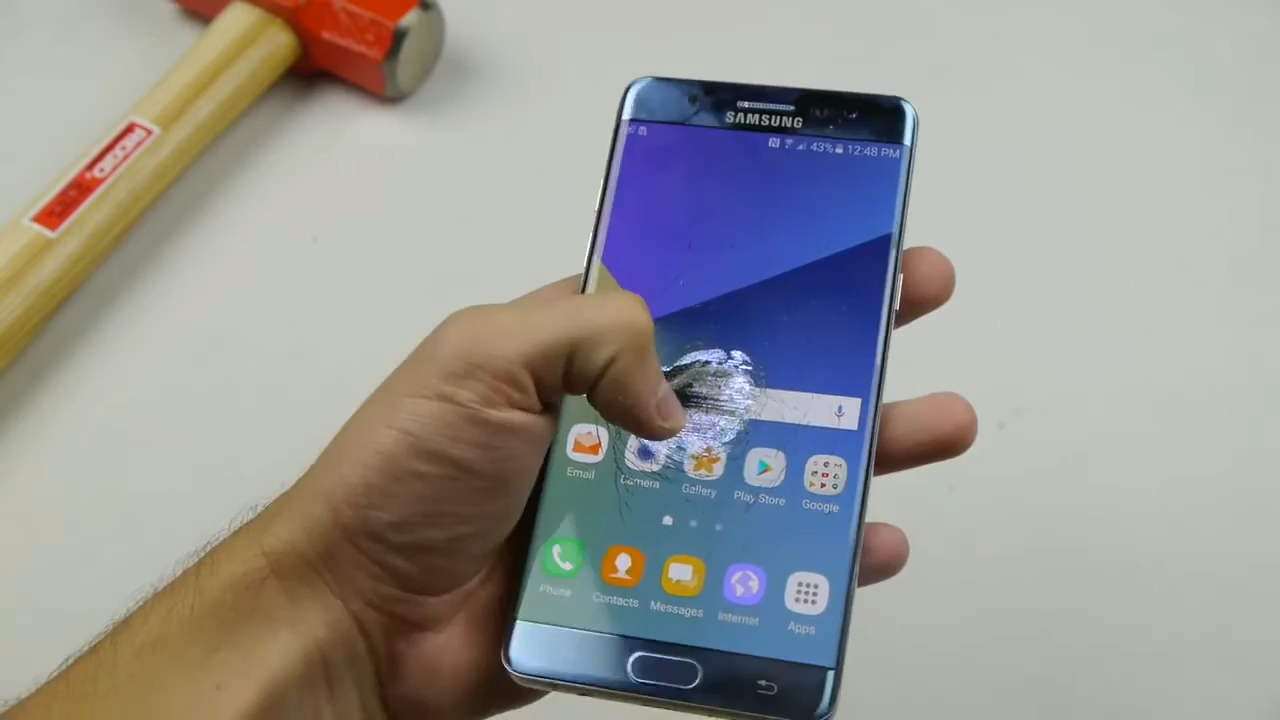 SAMSUNG
43% 12:48 PM
Email
Camera
Gallery
Play Store
Google
Phone
Contacts
Messages
Internet
Apps